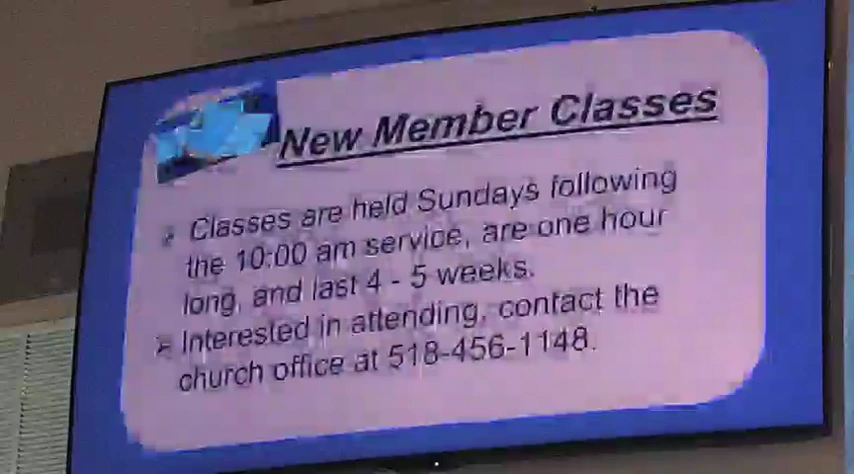 New Member Classes
➢ Classes are held Sundays following
the 10:00 am service, are one hour
long, and last 4 - 5 weeks.
➢ Interested in attending, contact the
church office at 518-456-1148.